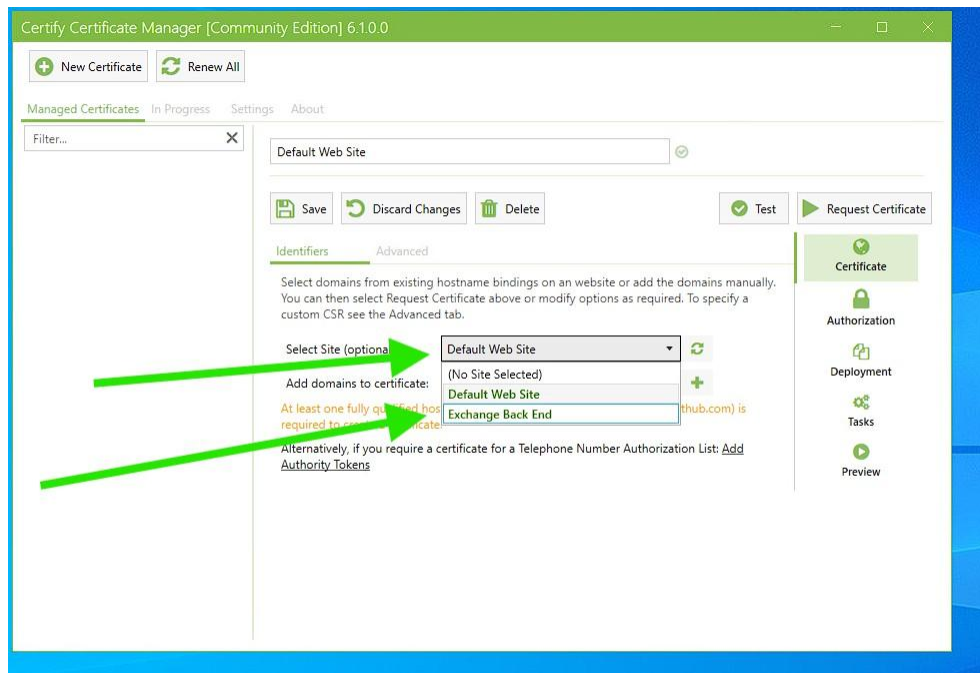 Certify Certificate Manager [Community Edition] 6.1.0.0
New Certificate
Renew All
Managed Certificates In Progress Settings About
Filter...
Default Web Site
Save Discard Changes Delete Test Request Certificate
Identifiers Advanced
Select domains from existing hostname bindings on an website or add the domains manually.
You can then select Request Certificate above or modify options as required. To specify a
custom CSR see the Advanced tab.
Select Site Default Web Site
(No Site Selected)
Add domains to certificate:
Default Web Site
At least one fully hos thub.com) is
Exchange Back End
required to
Alternatively, if you require a certificate for a Telephone Number Authorization List: Add
Authority Tokens
Certificate
Authorization
Deployment
Tasks
Preview